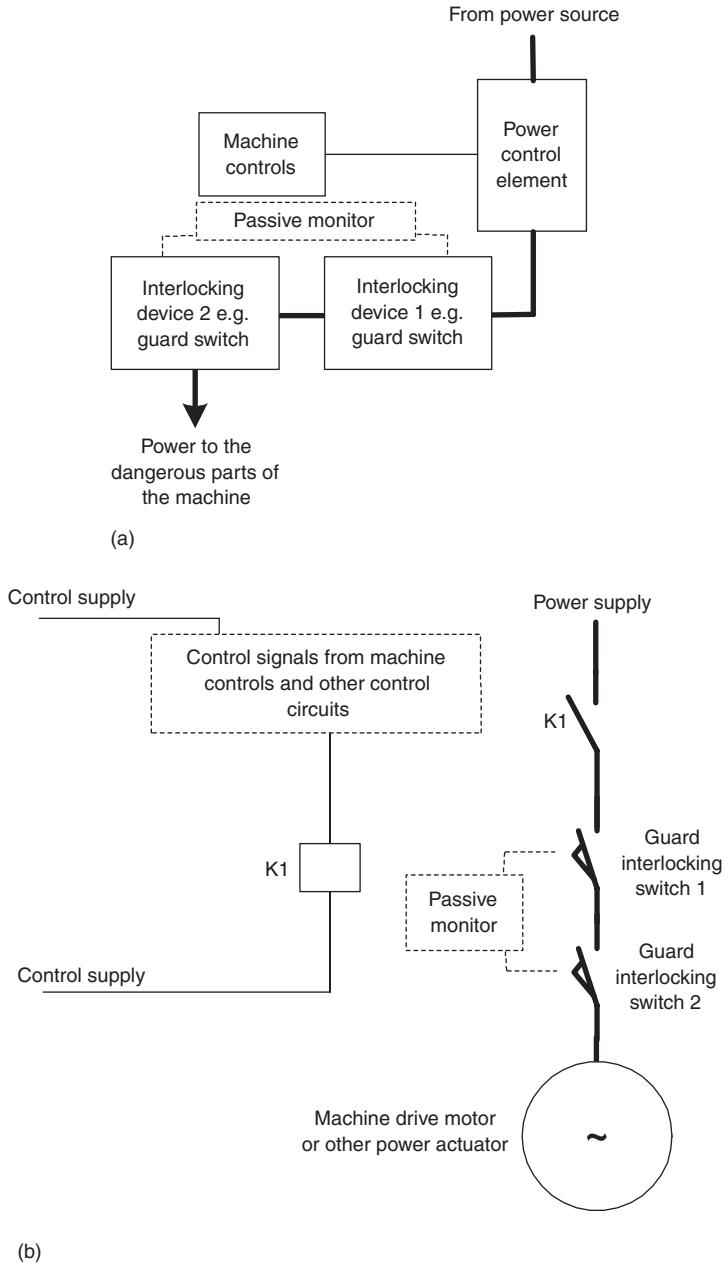 From power source
Machine
controls
Power
control
element
Passive monitor
Interlocking
device 2 e.g.
guard switch
Interlocking
device 1 e.g.
guard switch
Power to the
dangerous parts of
the machine
(a)
Control supply
Power supply
Control signals from machine
controls and other control
circuits
K1
K1
Guard
interlocking
switch 1
Passive
monitor
Control supply
Guard
interlocking
switch 2
Machine drive motor
or other power actuator
~
(b)